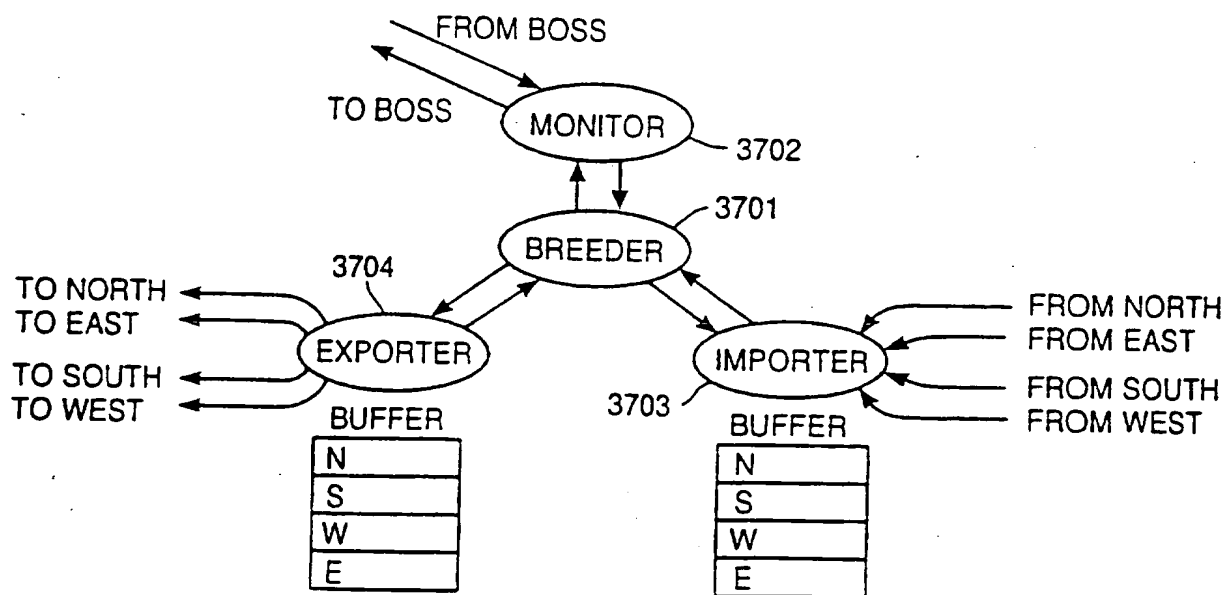 FROM BOSS
TO BOSS
MONITOR
3702
3701
BREEDER
3704
TO NORTH
TO EAST
EXPORTER
TO SOUTH
TO WEST
IMPORTER
3703
FROM NORTH
FROM EAST
FROM SOUTH
FROM WEST
BUFFER
N
S
W
E
BUFFER
N
S
W
E